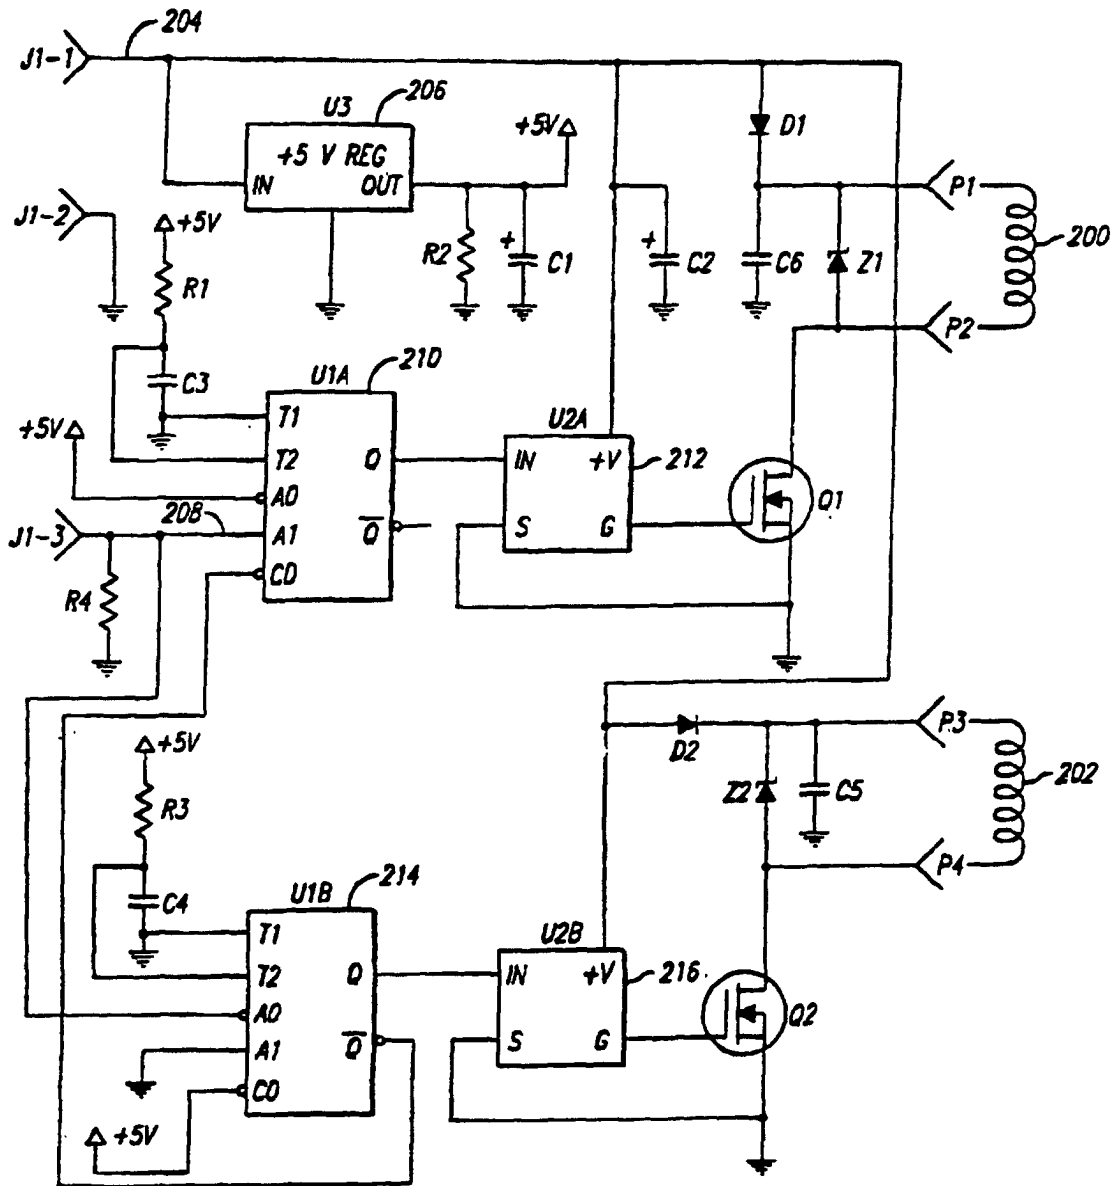 204
J1-1
U3
206
+5 V REG
IN
OUT
+5V
D1
J1-2
+5V
R1
R2
C1
C2
C6
Z1
P1
200
P2
C3
U1A
210
T1
+5V
T2
Q
A0
208
J1-3
A1
Q
CD
R4
U2A
IN
+V
212
S
G
Q1
+5V
R3
C4
D2
P3
Z2
C5
202
P4
U1B
214
T1
T2
Q
A0
A1
Q
CD
+5V
U2B
IN
+V
216
S
G
Q2